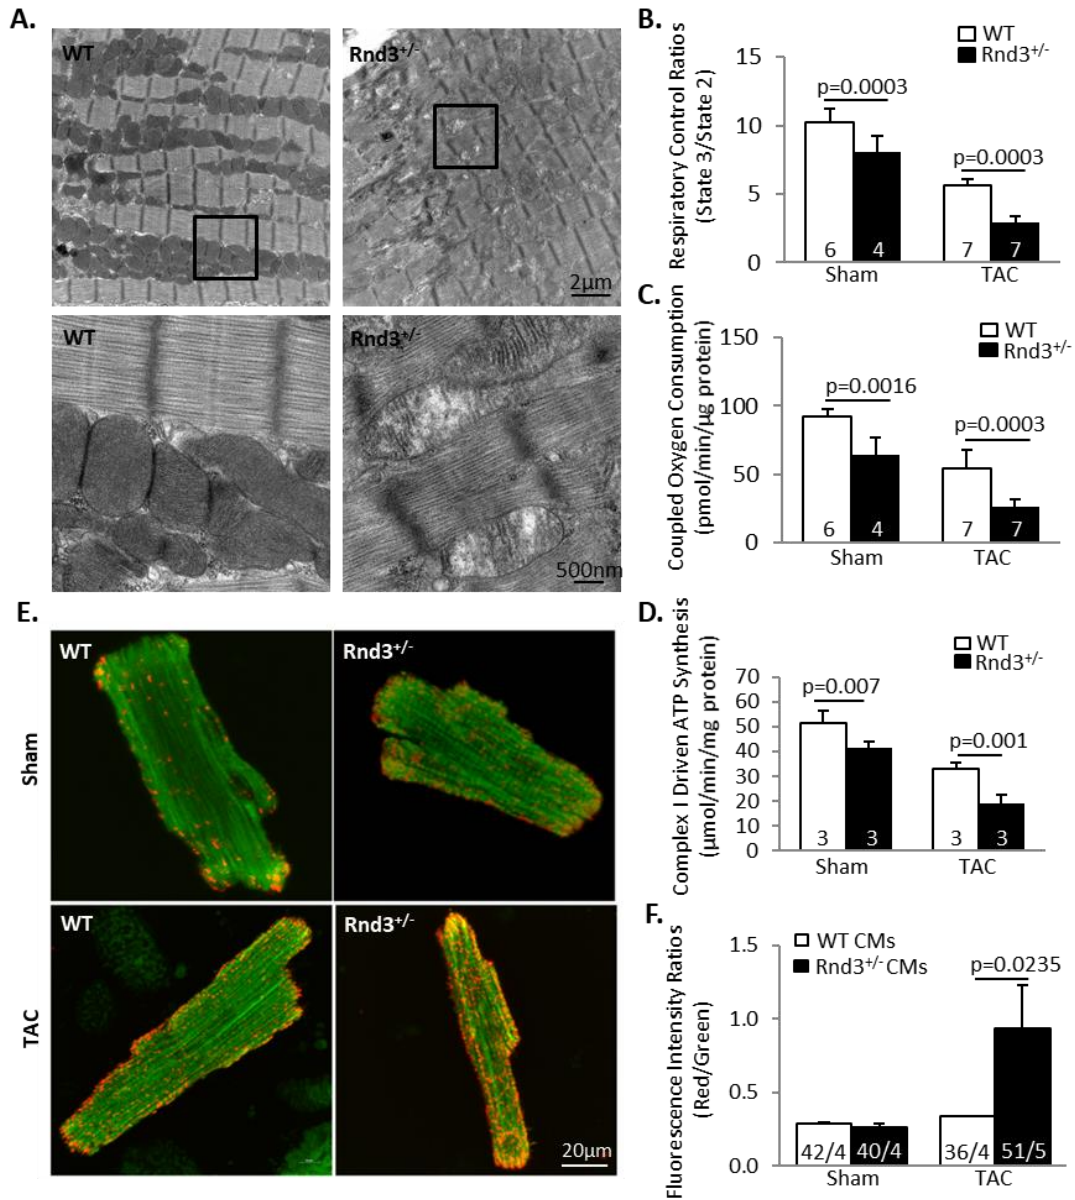 A.
WT
Rnd3+/-
2µm
WT
Rnd3+/-
500nm
B.
Respiratory Control Ratios
(State 3/State 2)
WT
Rnd3+/-
15
10
5
0
p=0.0003
p=0.0003
6
4
7
7
Sham
TAC
C.
Coupled Oxygen Consumption
(pmol/min/µg protein)
WT
Rnd3+/-
150
100
50
0
p=0.0016
p=0.0003
6
4
7
7
Sham
TAC
D.
Complex I Driven ATP Synthesis
(µmol/min/mg protein)
WT
Rnd3+/-
70
60
50
40
30
20
10
0
p=0.007
p=0.001
3
3
3
3
Sham
TAC
E.
Sham
WT
Rnd3+/-
TAC
WT
Rnd3+/-
20µm
F.
Fluorescence Intensity Ratios
(Red/Green)
WT CMs
Rnd3+/- CMs
1.5
1.0
0.5
0.0
p=0.0235
42/4
40/4
36/4
51/5
Sham
TAC